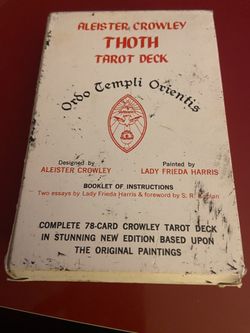 ALEISTER CROWLEY
THOTH
TAROT DECK
Ordo Templi Orientis
Designed by
ALEISTER CROWLEY
Painted by
LADY FRIEDA HARRIS
BOOKLET OF INSTRUCTIONS
Two essays by Lady Frieda Harris & foreword by S. R. Kaplan
COMPLETE 78-CARD CROWLEY TAROT DECK
IN STUNNING NEW EDITION BASED UPON
THE ORIGINAL PAINTINGS